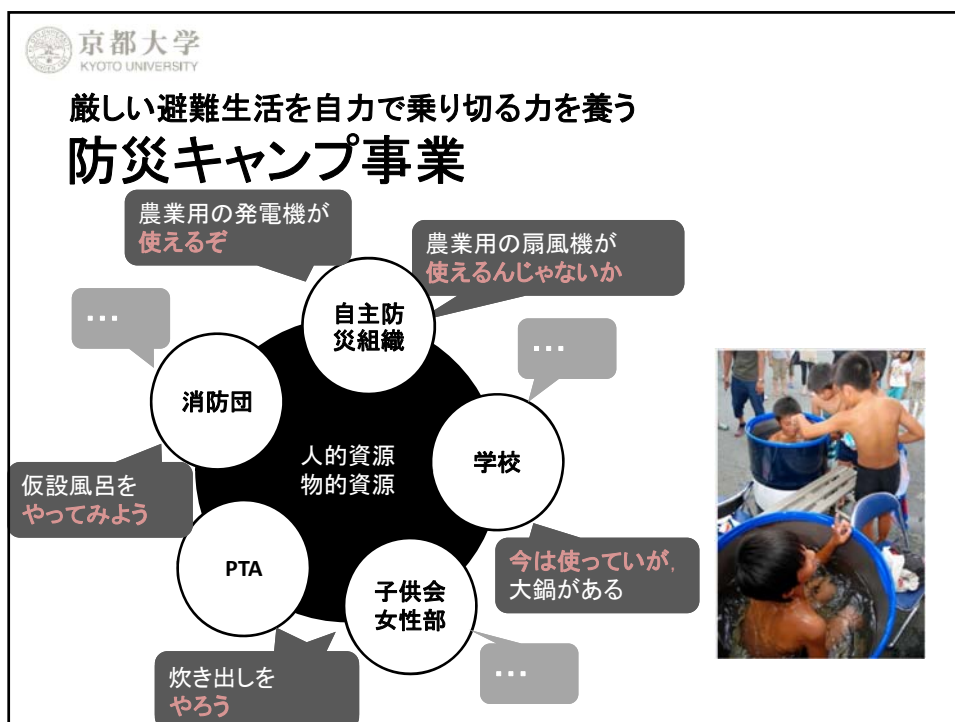 京都大学
KYOTO UNIVERSITY
厳しい避難生活を自力で乗り切る力を養う
防災キャンプ事業
農業用の発電機が
使えるぞ
農業用の扇風機が
使えるんじゃないか
...
自主防
災組織
...
消防団
人的資源
物的資源
学校
仮設風呂を
やってみよう
PTA
子供会
女性部
今は使っていが,
大鍋がある
炊き出しを
やろう
...